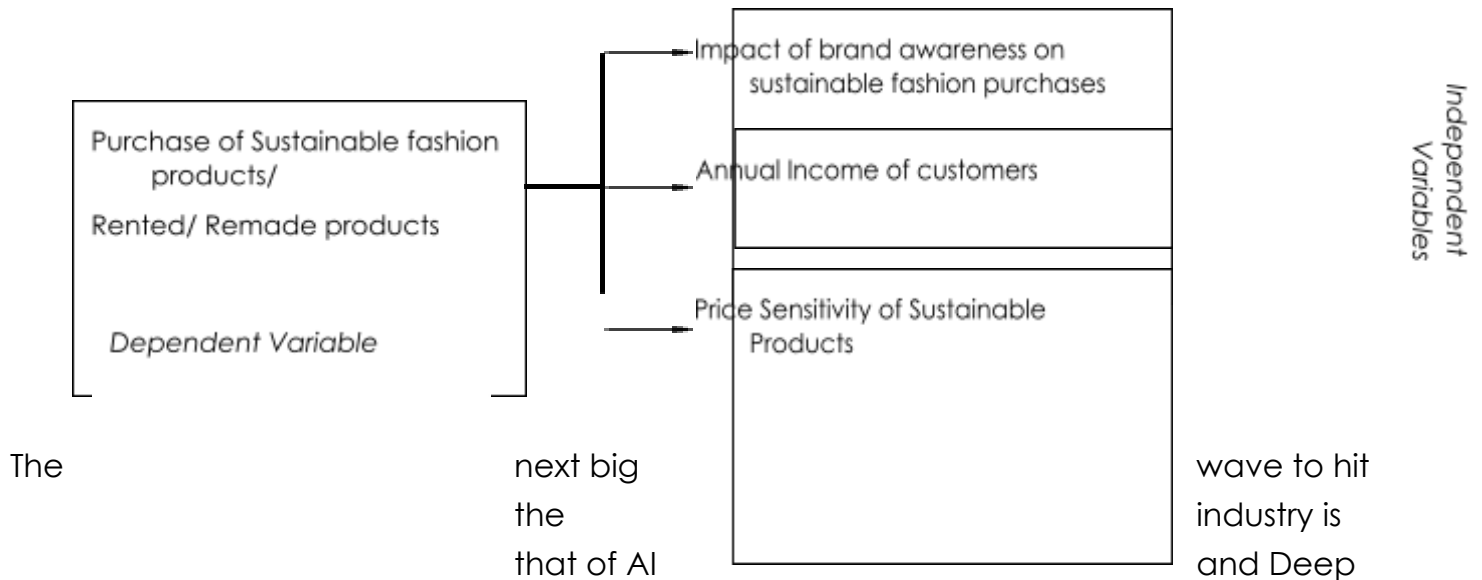 Purchase of Sustainable fashion
products/
Rented/ Remade products
Dependent Variable
Impact of brand awareness on
sustainable fashion purchases
Annual Income of customers
Price Sensitivity of Sustainable
Products
Independent
Variables
The next big wave to hit
the industry is
that of AI and Deep